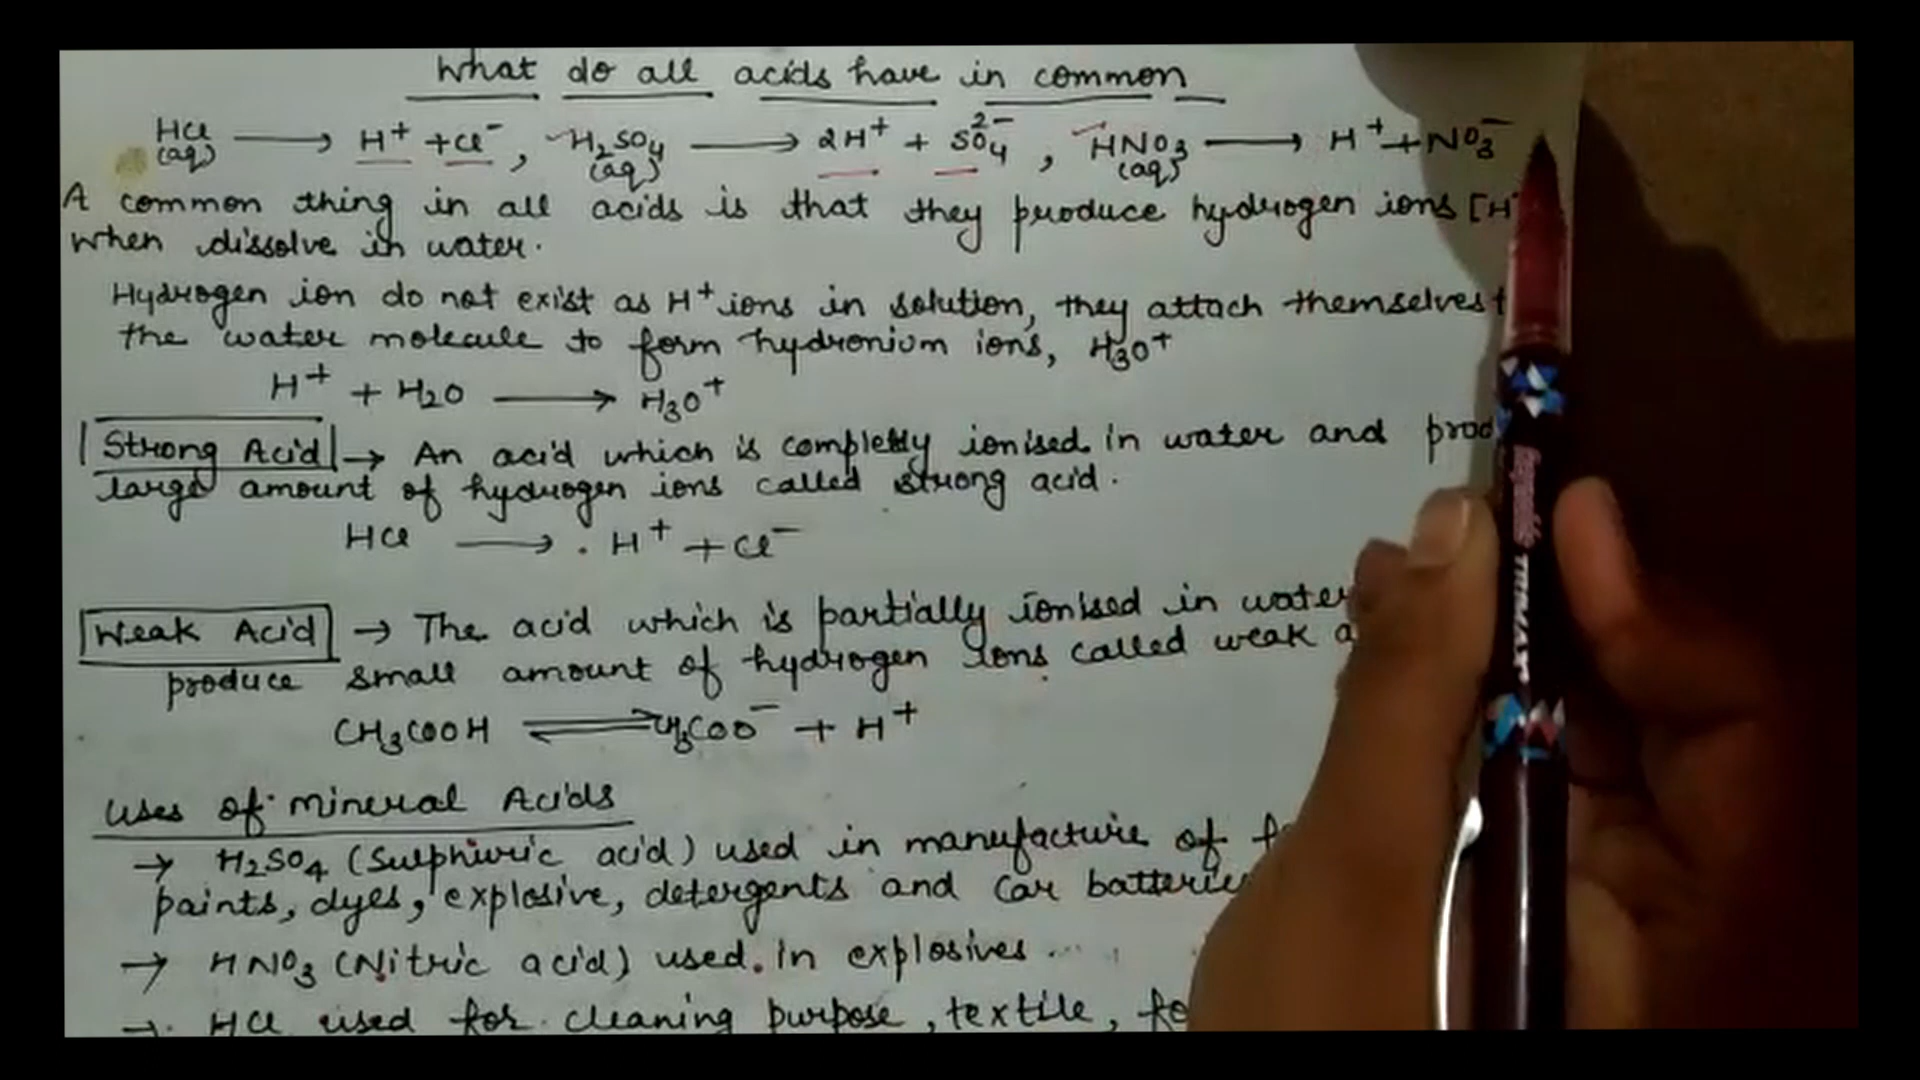 What do all acids have in common
HCl (aq) ⟶ H⁺ + Cl⁻ , H₂SO₄ (aq) ⟶ 2H⁺ + SO₄²⁻ , HNO₃ (aq) ⟶ H⁺ + NO₃⁻
A common thing in all acids is that they produce hydrogen ions [H
when dissolve in water.
Hydrogen ion do not exist as H⁺ ions in solution, they attach themselves t
the water molecule to form hydronium ions, H₃O⁺
H⁺ + H₂O ⟶ H₃O⁺
Strong Acid → An acid which is completly ionised in water and prod
large amount of hydrogen ions called strong acid.
HCl ⟶ H⁺ + Cl⁻
Weak Acid → The acid which is partially ionised in water
produce small amount of hydrogen ions called weak a
CH₃COOH ⇌ CH₃COO⁻ + H⁺
Uses of mineral Acids
→ H₂SO₄ (Sulphuric acid) used in manufacture of
paints, dyes, explosive, detergents and car batterie
→ HNO₃ (Nitric acid) used in explosives ...
→ HCl used for cleaning purpose, textile, fo